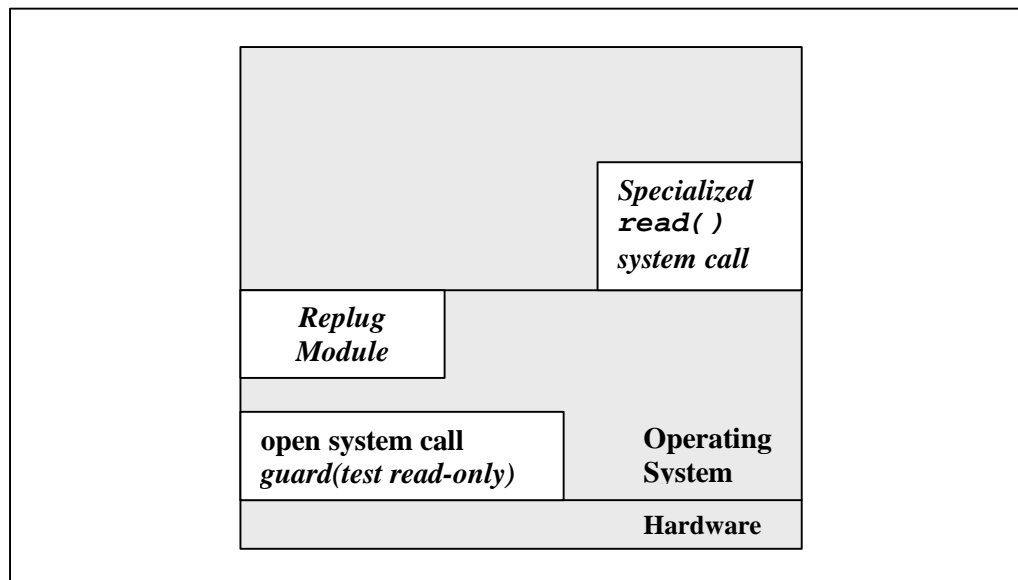 Specialized
read()
system call
Replug
Module
open system call
guard(test read-only)
Operating
System
Hardware